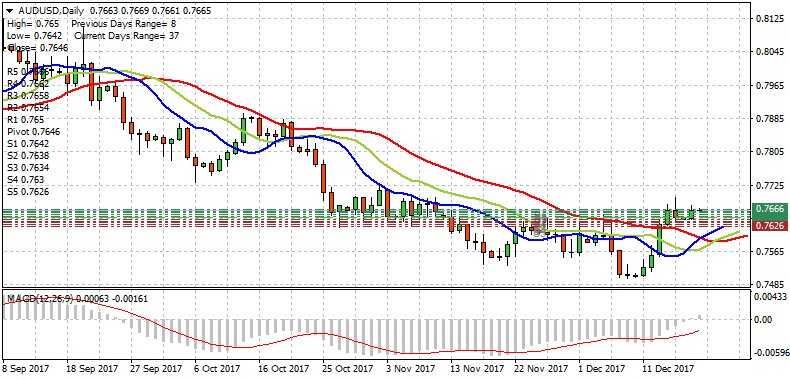 AUDUSD,Daily 0.7663 0.7669 0.7661 0.7665
High= 0.765 Previous Days Range= 8
Low= 0.7642 Current Days Range= 37
Close= 0.7646
R5
R4
R3 0.7658
R2 0.7654
R1 0.765
Pivot 0.7646
S1 0.7642
S2 0.7638
S3 0.7634
S4 0.763
S5 0.7626
0.8125
0.8045
0.7965
0.7885
0.7805
0.7725
0.7666
0.7626
0.7565
0.7485
MACD(12,26,9) 0.00063 -0.00161
0.00433
0.00
-0.00596
8 Sep 2017 18 Sep 2017 27 Sep 2017 6 Oct 2017 16 Oct 2017 25 Oct 2017 3 Nov 2017 13 Nov 2017 22 Nov 2017 1 Dec 2017 11 Dec 2017